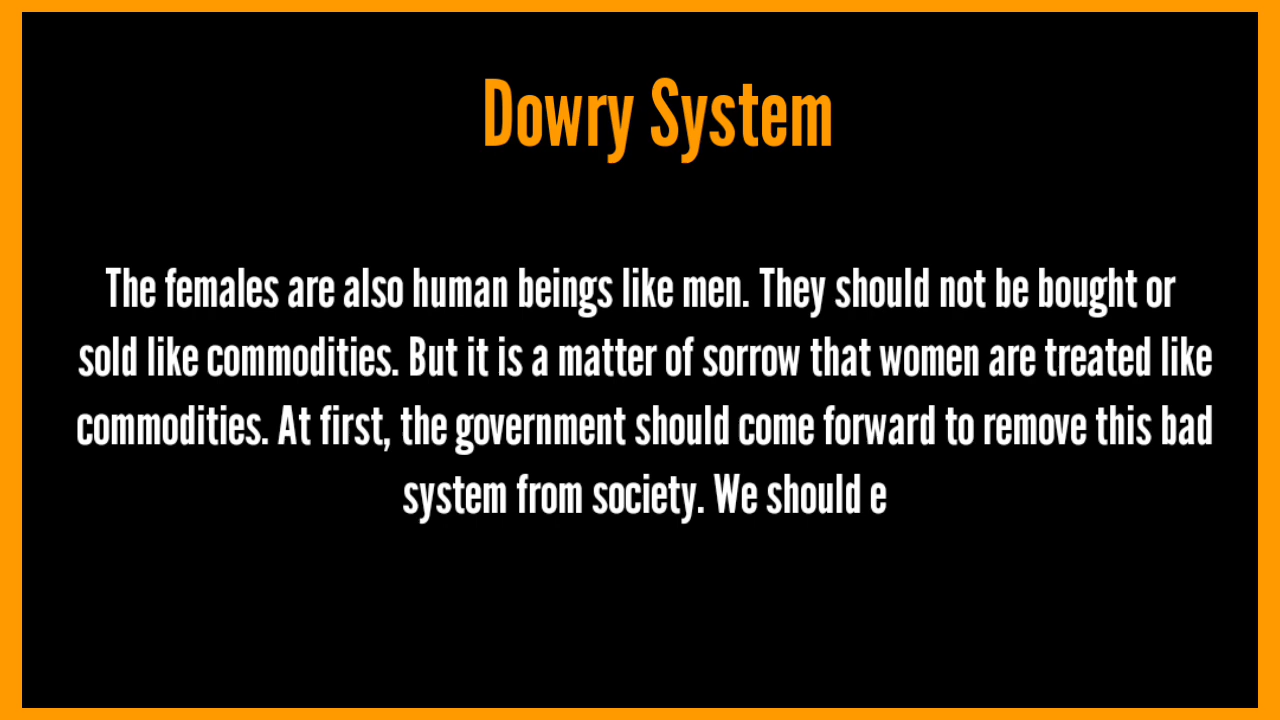 Dowry System
The females are also human beings like men. They should not be bought or
sold like commodities. But it is a matter of sorrow that women are treated like
commodities. At first, the government should come forward to remove this bad
system from society. We should e